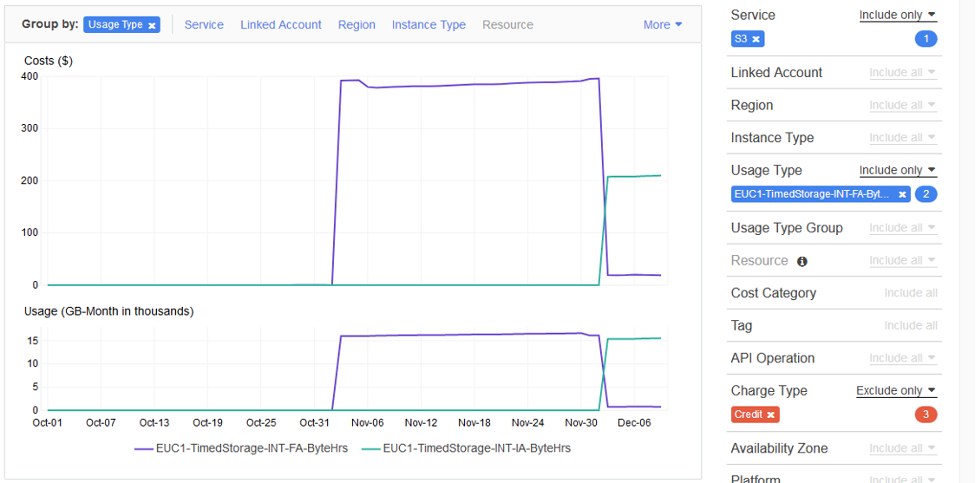 Group by: Usage Type × Service Linked Account Region Instance Type Resource More
Costs ($)
400
300
200
100
0
Usage (GB-Month in thousands)
15
10
5
0
Oct-01 Oct-07 Oct-13 Oct-19 Oct-25 Oct-31 Nov-06 Nov-12 Nov-18 Nov-24 Nov-30 Dec-06
EUC1-TimedStorage-INT-FA-ByteHrs EUC1-TimedStorage-INT-IA-ByteHrs
Service Include only
S3 × 1
Linked Account Include all
Region Include all
Instance Type Include all
Usage Type Include only
EUC1-TimedStorage-INT-FA-Byt... × 2
Usage Type Group Include all
Resource Include all
Cost Category Include all
Tag Include all
API Operation Include all
Charge Type Exclude only
Credit × 3
Availability Zone Include all
Platform Include all